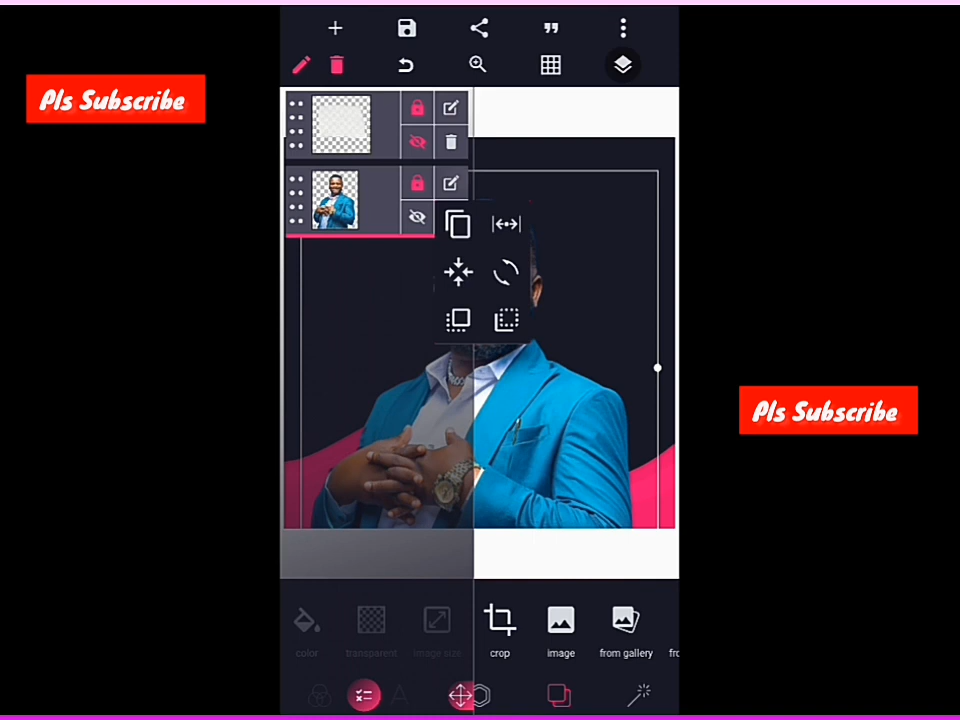 Pls Subscribe
Pls Subscribe
color
transparent
image size
crop
image
from gallery